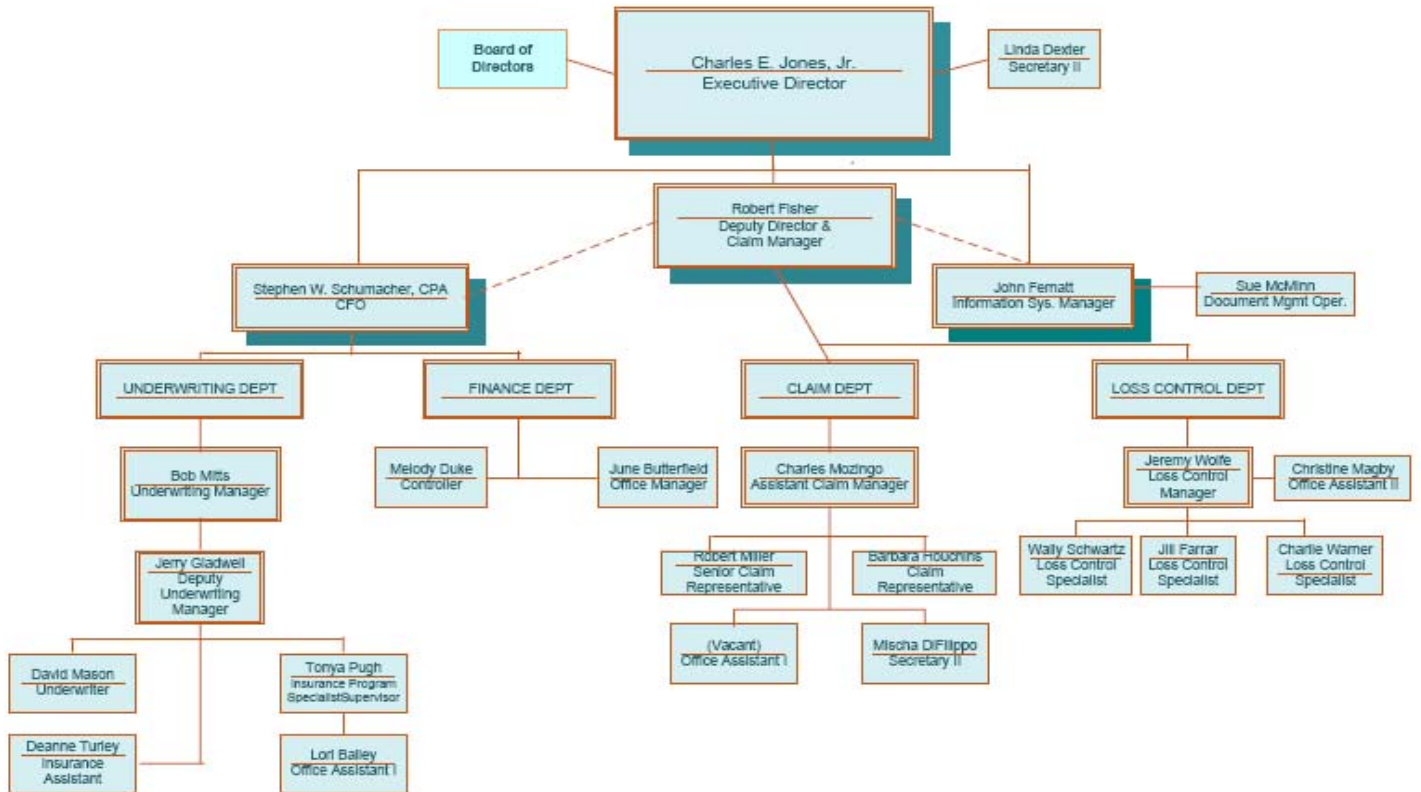 Board of
Directors
Charles E. Jones, Jr.
Executive Director
Linda Dexter
Secretary II
Robert Fisher
Deputy Director &
Claim Manager
Stephen W. Schumacher, CPA
CFO
John Fernatt
Information Sys. Manager
Sue McMinn
Document Mgmt Oper.
UNDERWRITING DEPT
FINANCE DEPT
CLAIM DEPT
LOSS CONTROL DEPT
Bob Mitts
Underwriting Manager
Melody Duke
Controller
June Butterfield
Office Manager
Charles Mozingo
Assistant Claim Manager
Jeremy Wolfe
Loss Control
Manager
Christine Magby
Office Assistant II
Jerry Gladwell
Deputy
Underwriting
Manager
Robert Miller
Senior Claim
Representative
Barbara Houchins
Claim
Representative
Wally Schwartz
Loss Control
Specialist
Jill Farrar
Loss Control
Specialist
Charlie Warner
Loss Control
Specialist
(Vacant)
Office Assistant I
Mischa DiFilippo
Secretary II
David Mason
Underwriter
Tonya Pugh
Insurance Program
SpecialistSupervisor
Deanne Turley
Insurance
Assistant
Lori Bailey
Office Assistant I